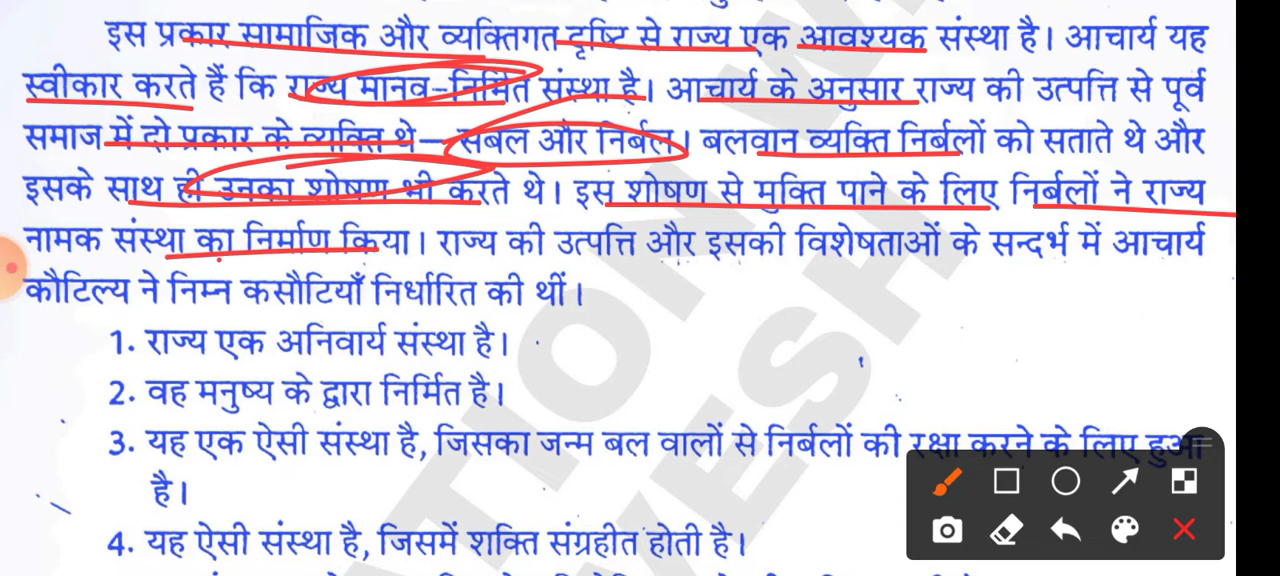 इस प्रकार सामाजिक और व्यक्तिगत दृष्टि से राज्य एक आवश्यक संस्था है। आचार्य यह
स्वीकार करते हैं कि राज्य मानव-निर्मित संस्था है। आचार्य के अनुसार राज्य की उत्पत्ति से पूर्व
समाज में दो प्रकार के व्यक्ति थे— सबल और निर्बल। बलवान व्यक्ति निर्बलों को सताते थे और
इसके साथ ही उनका शोषण भी करते थे। इस शोषण से मुक्ति पाने के लिए निर्बलों ने राज्य
नामक संस्था का निर्माण किया। राज्य की उत्पत्ति और इसकी विशेषताओं के सन्दर्भ में आचार्य
कौटिल्य ने निम्न कसौटियाँ निर्धारित की थीं।
1. राज्य एक अनिवार्य संस्था है।
2. वह मनुष्य के द्वारा निर्मित है।
3. यह एक ऐसी संस्था है, जिसका जन्म बल वालों से निर्बलों की रक्षा करने के लिए हुआ
है।
4. यह ऐसी संस्था है, जिसमें शक्ति संग्रहीत होती है।